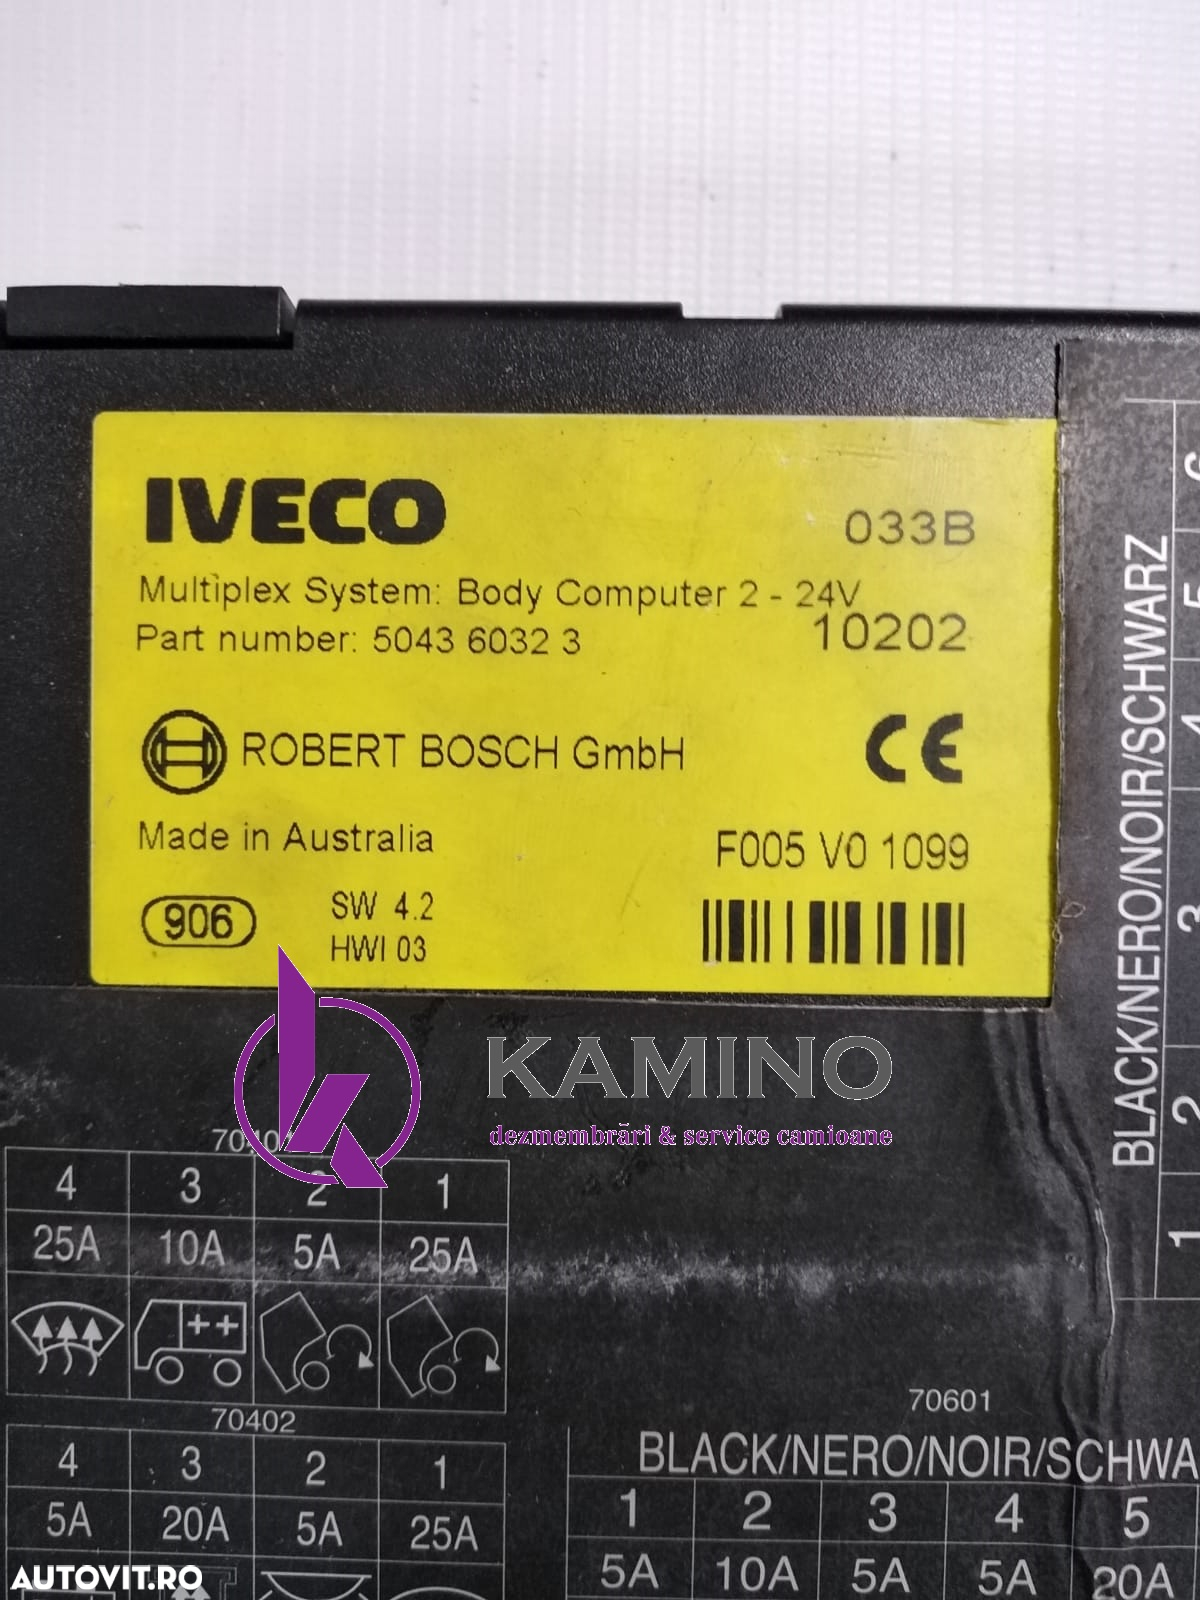 IVECO
033B
Multiplex System: Body Computer 2 - 24V
Part number: 5043 6032 3
10202
ROBERT BOSCH GmbH
CE
Made in Australia
F005 V0 1099
906
SW 4.2
HWI 03
KAMINO
dezmembrări & service camioane
70401
4 3 2 1
25A 10A 5A 25A
70402
4 3 2 1
5A 20A 5A 25A
BLACK/NERO/NOIR/SCHWARZ
1 2 3 4 5 6
70601
BLACK/NERO/NOIR/SCHWA
1 2 3 4 5
5A 10A 5A 5A 20A
AUTOVIT.RO